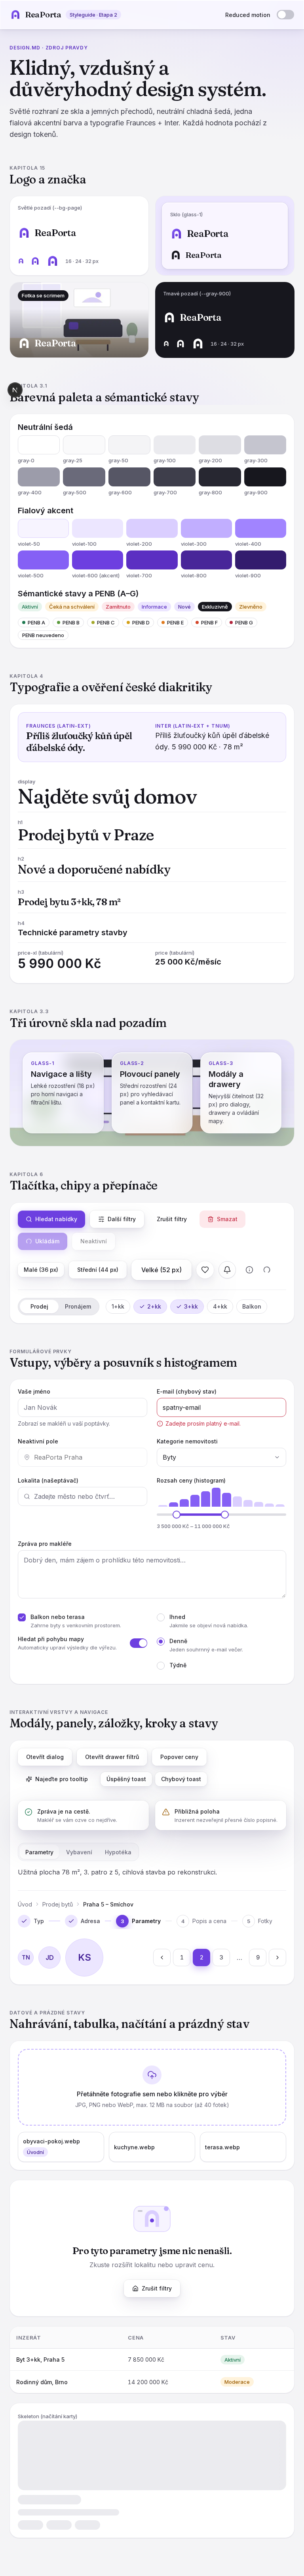 ReaPorta
Styleguide · Etapa 2
Reduced motion
DESIGN.MD · ZDROJ PRAVDY
Klidný, vzdušný a
důvěryhodný design systém.
Světlé rozhraní ze skla a jemných přechodů, neutrální chladná šedá, jedna
fialová akcentní barva a typografie Fraunces + Inter. Každá hodnota pochází z
design tokenů.
KAPITOLA 15
Logo a značka
Světlé pozadí (--bg-page)
ReaPorta
16 · 24 · 32 px
Sklo (glass-1)
ReaPorta
ReaPorta
Fotka se scrimem
ReaPorta
Tmavé pozadí (--gray-900)
ReaPorta
16 · 24 · 32 px
N
TOLA 3.1
Barevná paleta a sémantické stavy
Neutrální šedá
gray-0
gray-25
gray-50
gray-100
gray-200
gray-300
gray-400
gray-500
gray-600
gray-700
gray-800
gray-900
Fialový akcent
violet-50
violet-100
violet-200
violet-300
violet-400
violet-500
violet-600 (akcent)
violet-700
violet-800
violet-900
Sémantické stavy a PENB (A–G)
Aktivní
Čeká na schválení
Zamítnuto
Informace
Nové
Exkluzivně
Zlevněno
PENB A
PENB B
PENB C
PENB D
PENB E
PENB F
PENB G
PENB neuvedeno
KAPITOLA 4
Typografie a ověření české diakritiky
FRAUNCES (LATIN-EXT)
Příliš žluťoučký kůň úpěl
ďábelské ódy.
INTER (LATIN-EXT + TNUM)
Příliš žluťoučký kůň úpěl ďábelské
ódy. 5 990 000 Kč · 78 m²
display
Najděte svůj domov
h1
Prodej bytů v Praze
h2
Nové a doporučené nabídky
h3
Prodej bytu 3+kk, 78 m²
h4
Technické parametry stavby
price-xl (tabulární)
5 990 000 Kč
price (tabulární)
25 000 Kč/měsíc
KAPITOLA 3.3
Tři úrovně skla nad pozadím
GLASS-1
Navigace a lišty
Lehké rozostření (18 px)
pro horní navigaci a
filtrační lištu.
GLASS-2
Plovoucí panely
Střední rozostření (24
px) pro vyhledávací
panel a kontaktní kartu.
GLASS-3
Modály a
drawery
Nejvyšší čitelnost (32
px) pro dialogy,
drawery a ovládání
mapy.
KAPITOLA 6
Tlačítka, chipy a přepínače
Hledat nabídky
Další filtry
Zrušit filtry
Smazat
Ukládám
Neaktivní
Malé (36 px)
Střední (44 px)
Velké (52 px)
Prodej
Pronájem
1+kk
2+kk
3+kk
4+kk
Balkon
FORMULÁŘOVÉ PRVKY
Vstupy, výběry a posuvník s histogramem
Vaše jméno
Jan Novák
Zobrazí se makléři u vaší poptávky.
E-mail (chybový stav)
spatny-email
Zadejte prosím platný e-mail.
Neaktivní pole
ReaPorta Praha
Kategorie nemovitosti
Byty
Lokalita (našeptávač)
Zadejte město nebo čtvrť…
Rozsah ceny (histogram)
3 500 000 Kč – 11 000 000 Kč
Zpráva pro makléře
Dobrý den, mám zájem o prohlídku této nemovitosti…
Balkon nebo terasa
Zahrne byty s venkovním prostorem.
Hledat při pohybu mapy
Automaticky upraví výsledky dle výřezu.
Ihned
Jakmile se objeví nová nabídka.
Denně
Jeden souhrnný e-mail večer.
Týdně
INTERAKTIVNÍ VRSTVY A NAVIGACE
Modály, panely, záložky, kroky a stavy
Otevřít dialog
Otevřít drawer filtrů
Popover ceny
Najeďte pro tooltip
Úspěšný toast
Chybový toast
Zpráva je na cestě.
Makléř se vám ozve co nejdříve.
Přibližná poloha
Inzerent nezveřejnil přesné číslo popisné.
Parametry
Vybavení
Hypotéka
Užitná plocha 78 m², 3. patro z 5, cihlová stavba po rekonstrukci.
Úvod
Prodej bytů
Praha 5 – Smíchov
Typ
Adresa
3
Parametry
4
Popis a cena
5
Fotky
TN
JD
KS
1
2
3
…
9
DATOVÉ A PRÁZDNÉ STAVY
Nahrávání, tabulka, načítání a prázdný stav
Přetáhněte fotografie sem nebo klikněte pro výběr
JPG, PNG nebo WebP, max. 12 MB na soubor (až 40 fotek)
obyvaci-pokoj.webp
Úvodní
kuchyne.webp
terasa.webp
Pro tyto parametry jsme nic nenašli.
Zkuste rozšířit lokalitu nebo upravit cenu.
Zrušit filtry
INZERÁT
CENA
STAV
Byt 3+kk, Praha 5
7 850 000 Kč
Aktivní
Rodinný dům, Brno
14 200 000 Kč
Moderace
Skeleton (načítání karty)